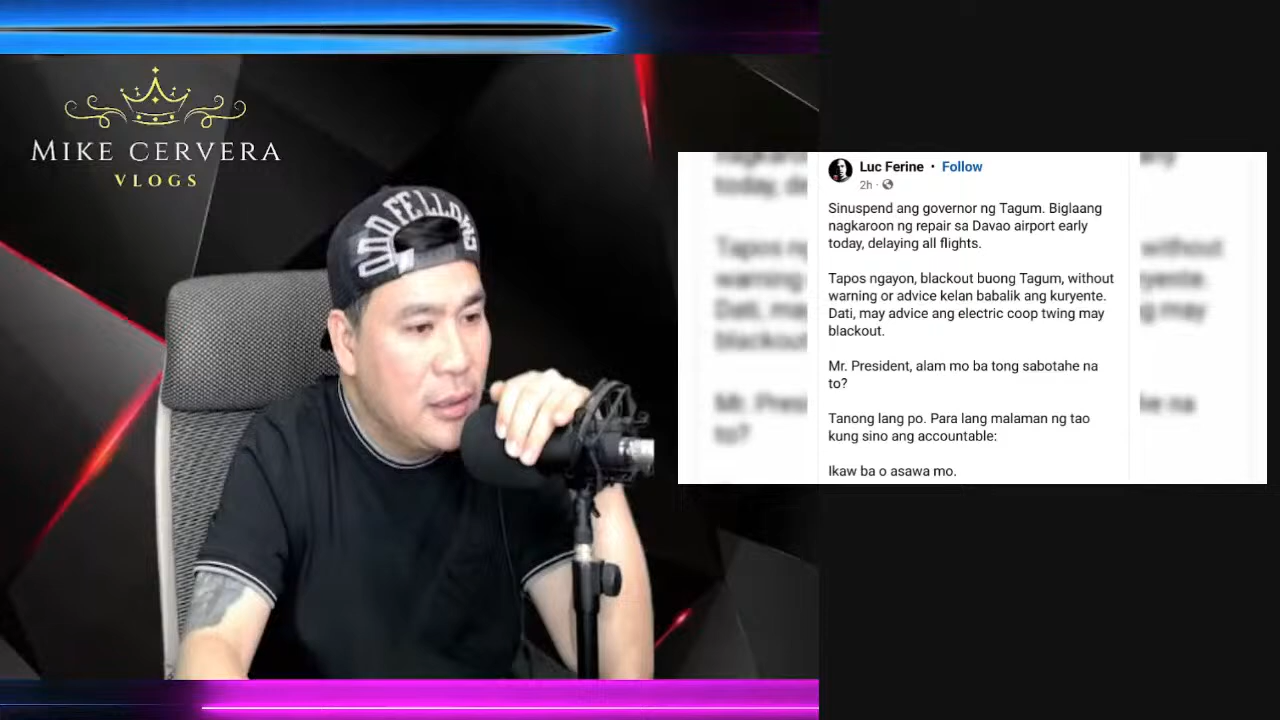 MIKE CERVERA
VLOGS
ODD FELLOWS
Luc Ferine • Follow
2h ·
Sinuspend ang governor ng Tagum. Biglaang
nagkaroon ng repair sa Davao airport early
today, delaying all flights.
Tapos ngayon, blackout buong Tagum, without
warning or advice kelan babalik ang kuryente.
Dati, may advice ang electric coop twing may
blackout.
Mr. President, alam mo ba tong sabotahe na
to?
Tanong lang po. Para lang malaman ng tao
kung sino ang accountable:
Ikaw ba o asawa mo.